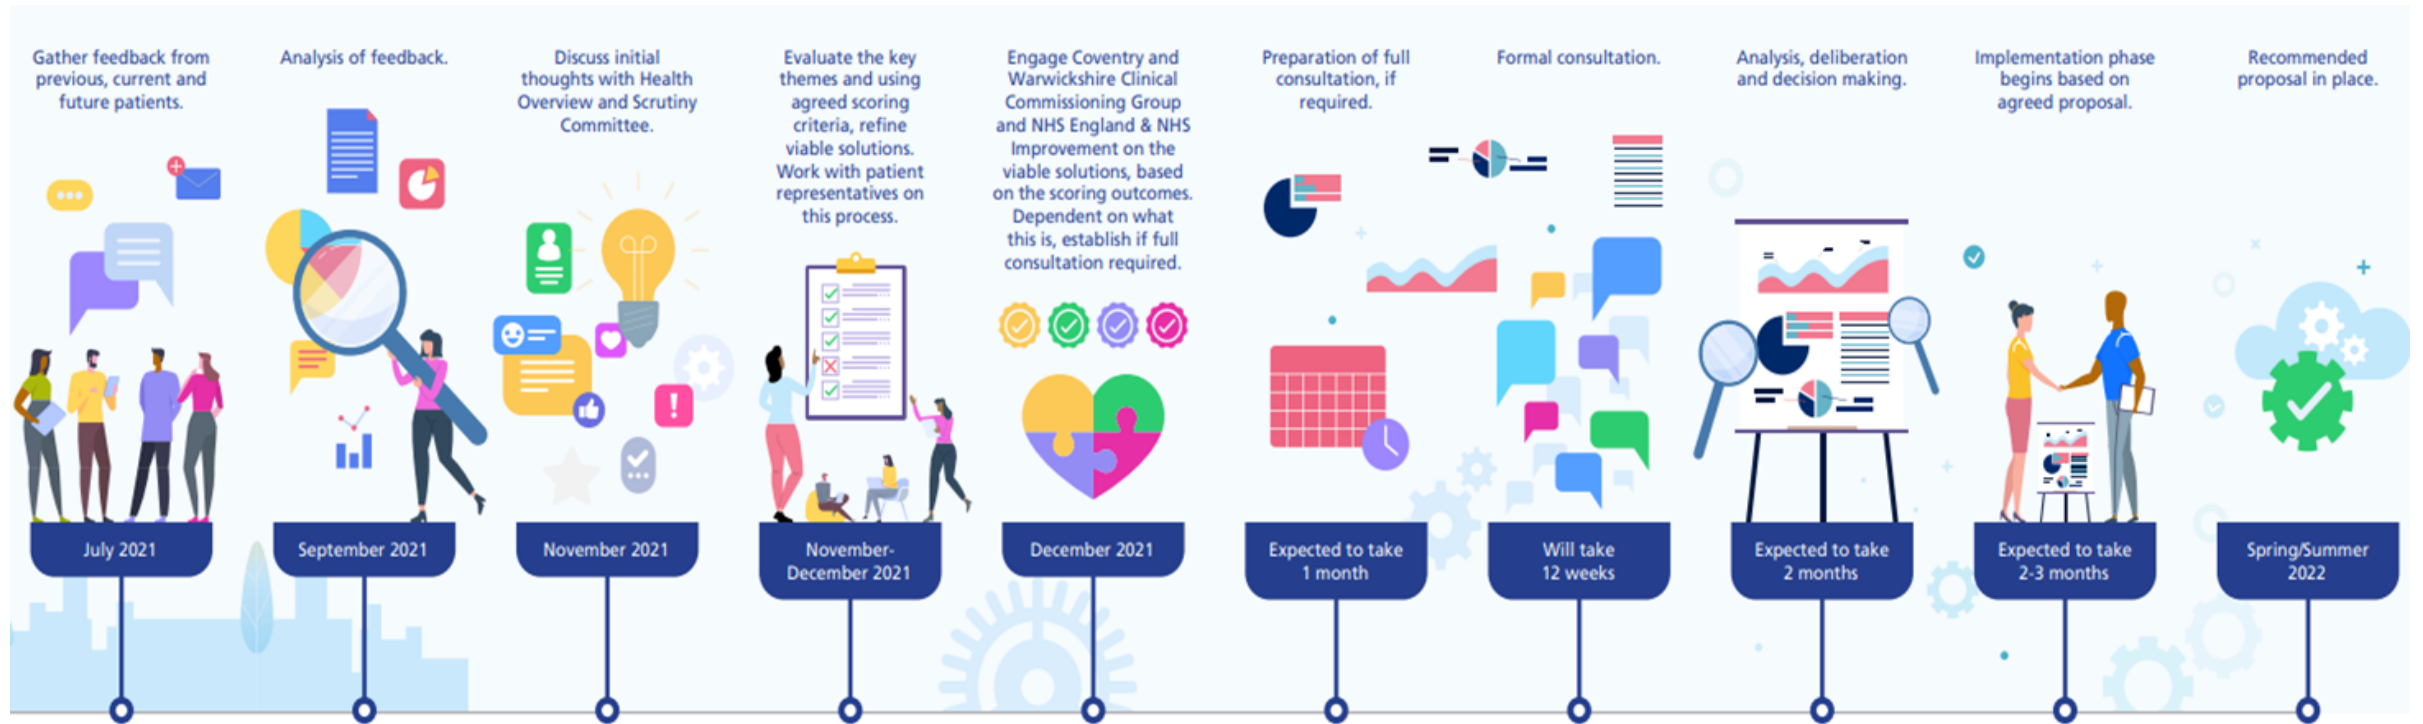 Gather feedback from
previous, current and
future patients.
July 2021
Analysis of feedback.
September 2021
Discuss initial
thoughts with Health
Overview and Scrutiny
Committee.
November 2021
Evaluate the key
themes and using
agreed scoring
criteria, refine
viable solutions.
Work with patient
representatives on
this process.
November-
December 2021
Engage Coventry and
Warwickshire Clinical
Commissioning Group
and NHS England & NHS
Improvement on the
viable solutions, based
on the scoring outcomes.
Dependent on what
this is, establish if full
consultation required.
December 2021
Preparation of full
consultation, if
required.
Expected to take
1 month
Formal consultation.
Will take
12 weeks
Analysis, deliberation
and decision making.
Expected to take
2 months
Implementation phase
begins based on
agreed proposal.
Expected to take
2-3 months
Recommended
proposal in place.
Spring/Summer
2022